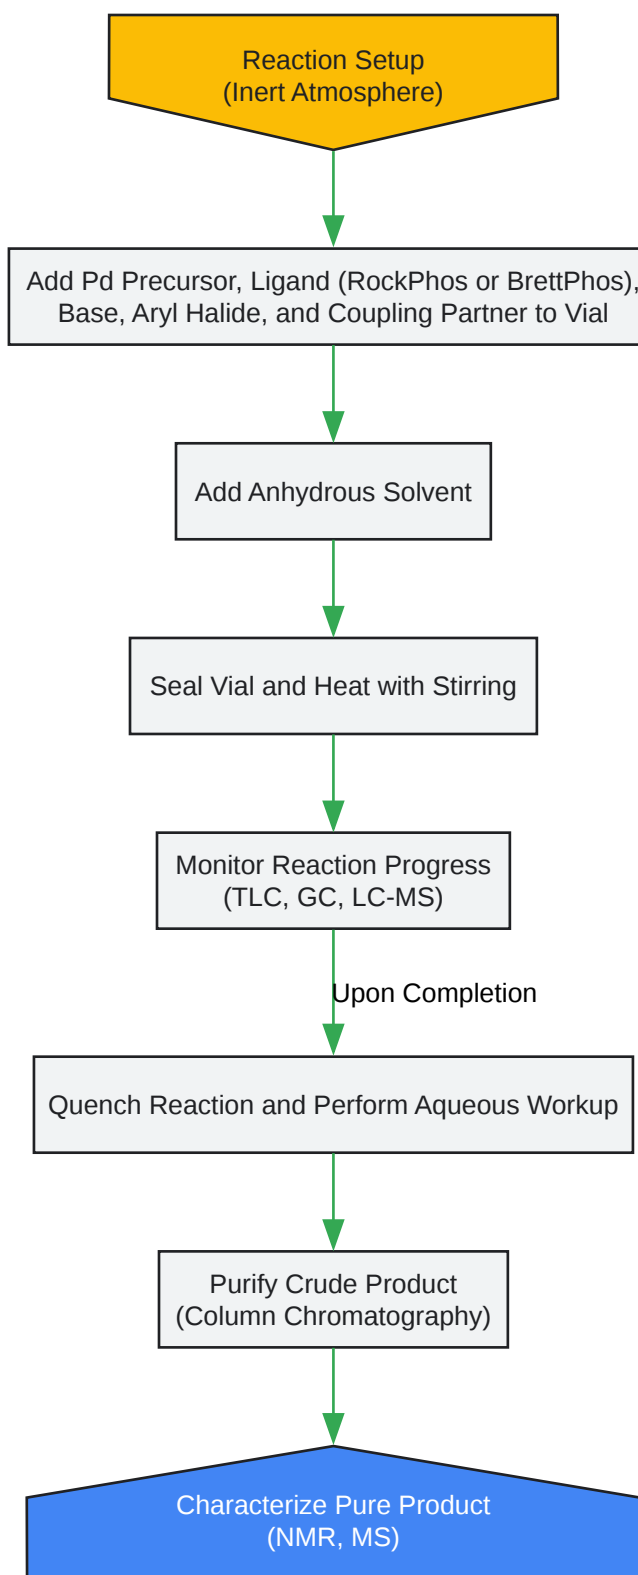 Reaction Setup
(Inert Atmosphere)
Add Pd Precursor, Ligand (RockPhos or BrettPhos),
Base, Aryl Halide, and Coupling Partner to Vial
Add Anhydrous Solvent
Seal Vial and Heat with Stirring
Monitor Reaction Progress
(TLC, GC, LC-MS)
Upon Completion
Quench Reaction and Perform Aqueous Workup
Purify Crude Product
(Column Chromatography)
Characterize Pure Product
(NMR, MS)